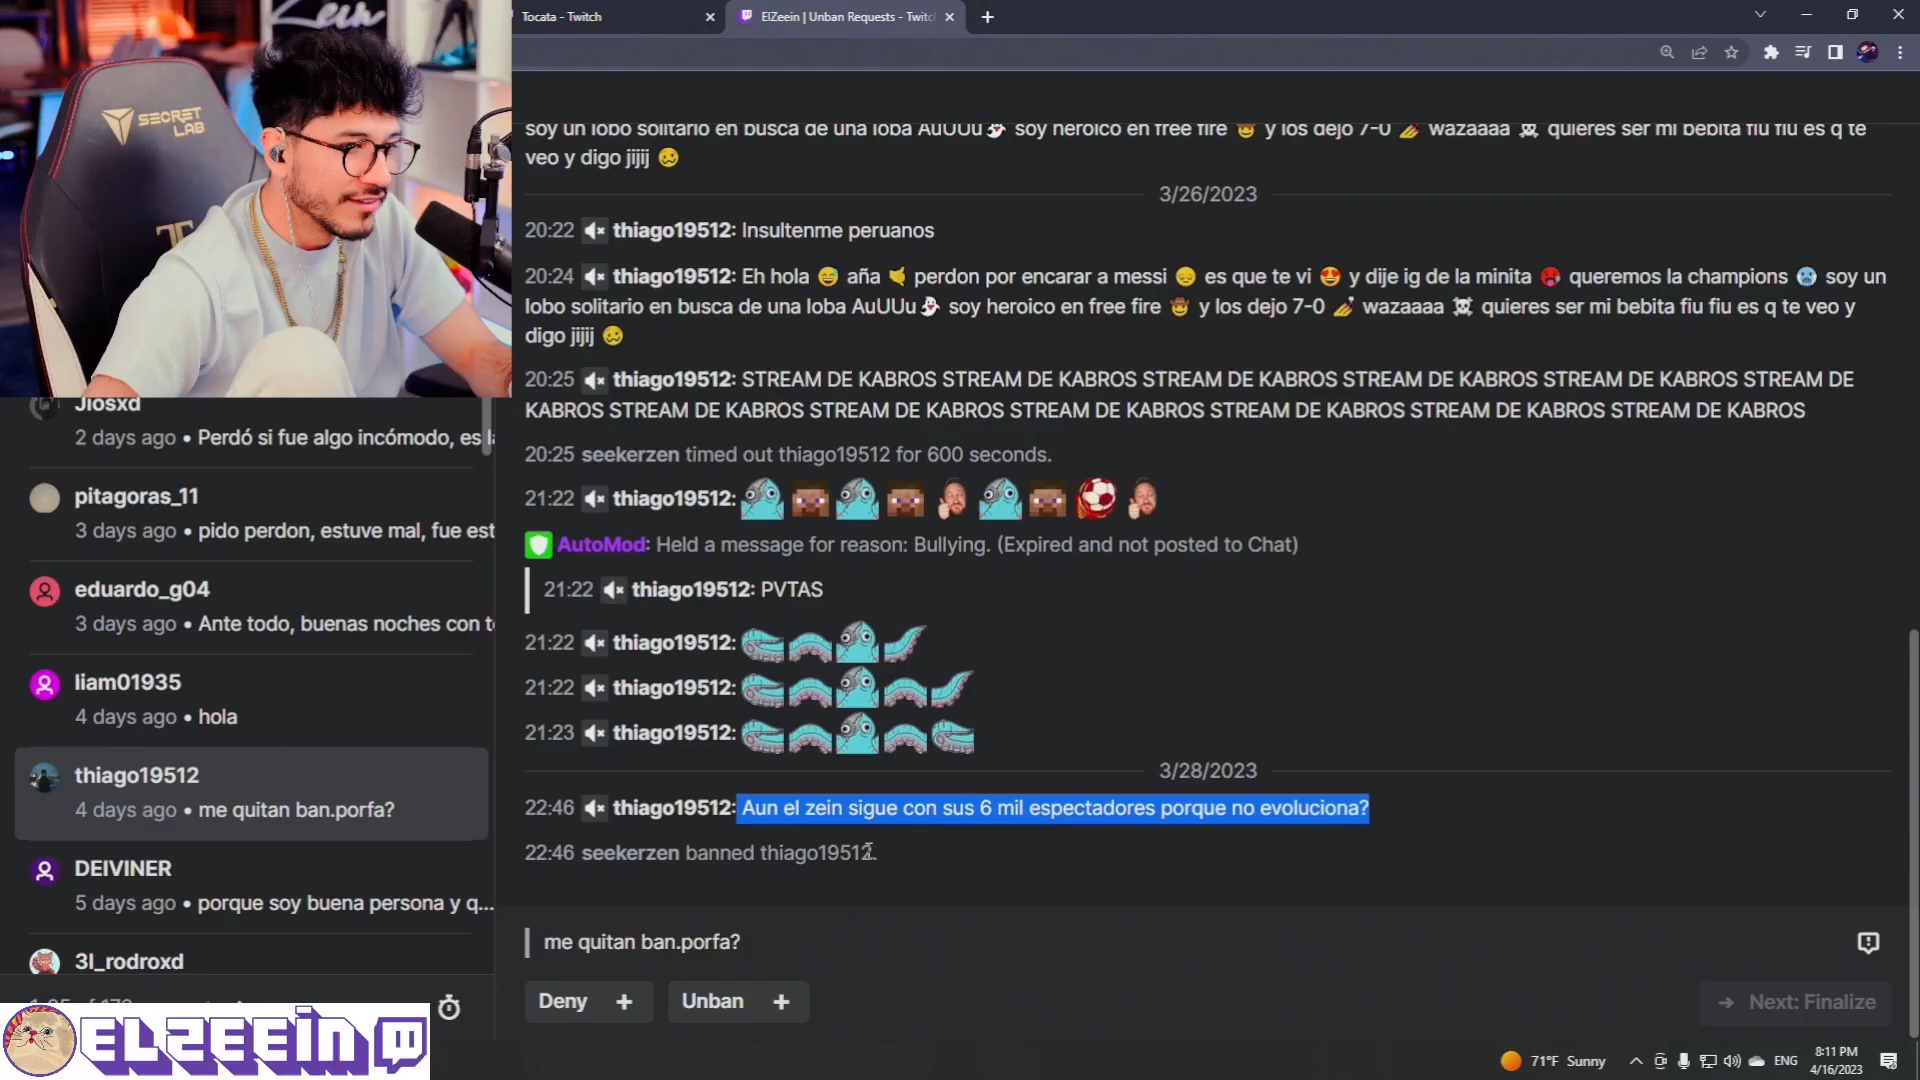 Tocata - Twitch
ElZeein | Unban Requests - Twitc
SECRET LAB
soy un lobo solitario en busca de una loba AuUUu👻 soy heroico en free fire 🤠 y los dejo 7-0 💅 wazaaaa ☠ quieres ser mi bebita fiu fiu es q te
veo y digo jijij 🥴
3/26/2023
20:22 thiago19512: Insultenme peruanos
20:24 thiago19512: Eh hola 😅 aña 🤙 perdon por encarar a messi 😔 es que te vi 😍 y dije ig de la minita 🥵 queremos la champions 🥶 soy un
lobo solitario en busca de una loba AuUUu👻 soy heroico en free fire 🤠 y los dejo 7-0 💅 wazaaaa ☠ quieres ser mi bebita fiu fiu es q te veo y
digo jijij 🥴
20:25 thiago19512: STREAM DE KABROS STREAM DE KABROS STREAM DE KABROS STREAM DE KABROS STREAM DE KABROS STREAM DE
KABROS STREAM DE KABROS STREAM DE KABROS STREAM DE KABROS STREAM DE KABROS STREAM DE KABROS STREAM DE KABROS
20:25 seekerzen timed out thiago19512 for 600 seconds.
21:22 thiago19512:
AutoMod: Held a message for reason: Bullying. (Expired and not posted to Chat)
21:22 thiago19512: PVTAS
21:22 thiago19512:
21:22 thiago19512:
21:23 thiago19512:
3/28/2023
22:46 thiago19512: Aun el zein sigue con sus 6 mil espectadores porque no evoluciona?
22:46 seekerzen banned thiago19512.
me quitan ban.porfa?
Deny +
Unban +
Next: Finalize
Jiosxd
2 days ago • Perdó si fue algo incómodo, es la
pitagoras_11
3 days ago • pido perdon, estuve mal, fue est
eduardo_g04
3 days ago • Ante todo, buenas noches con t
liam01935
4 days ago • hola
thiago19512
4 days ago • me quitan ban.porfa?
DEIVINER
5 days ago • porque soy buena persona y q...
3l_rodroxd
ELZEEIN
71°F Sunny
ENG
8:11 PM
4/16/2023